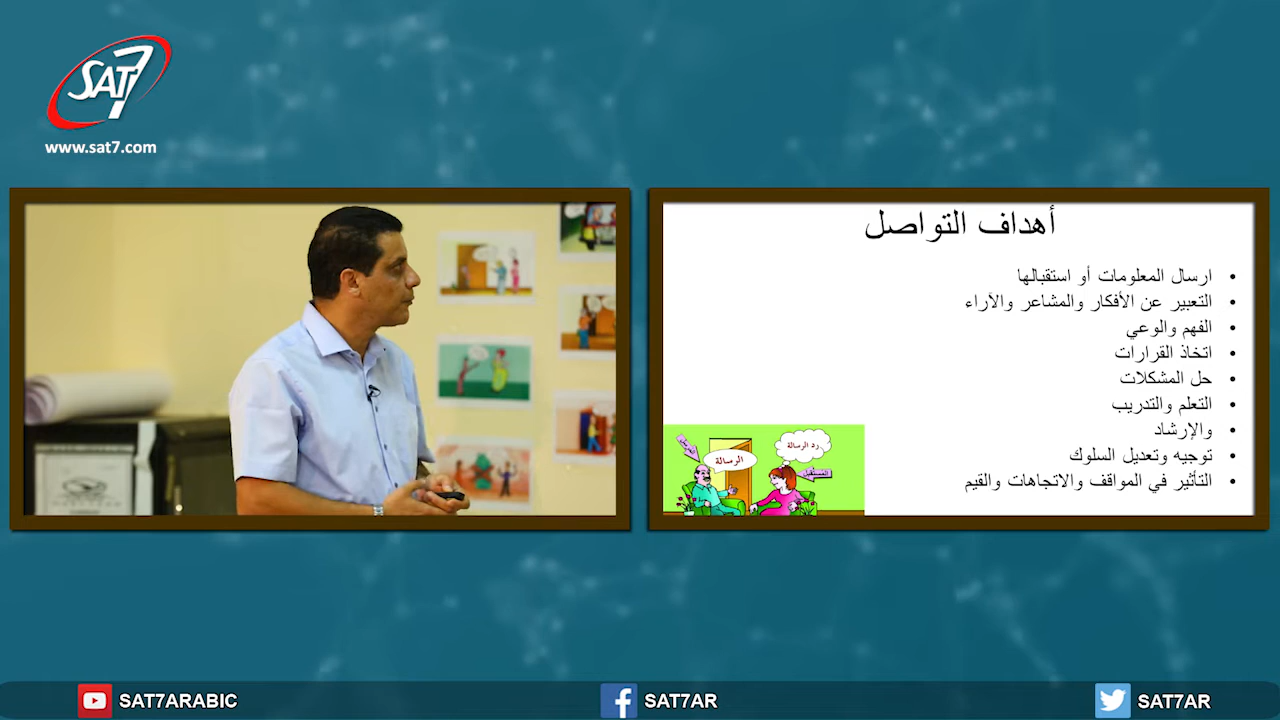 SAT7
www.sat7.com
أهداف التواصل
ارسال المعلومات أو استقبالها
التعبير عن الأفكار والمشاعر والآراء
الفهم والوعي
اتخاذ القرارات
حل المشكلات
التعلم والتدريب
والإرشاد
توجيه وتعديل السلوك
التأثير في المواقف والاتجاهات والقيم
رد الرسالة
الرسالة
المستقبل
SAT7ARABIC
SAT7AR
SAT7AR